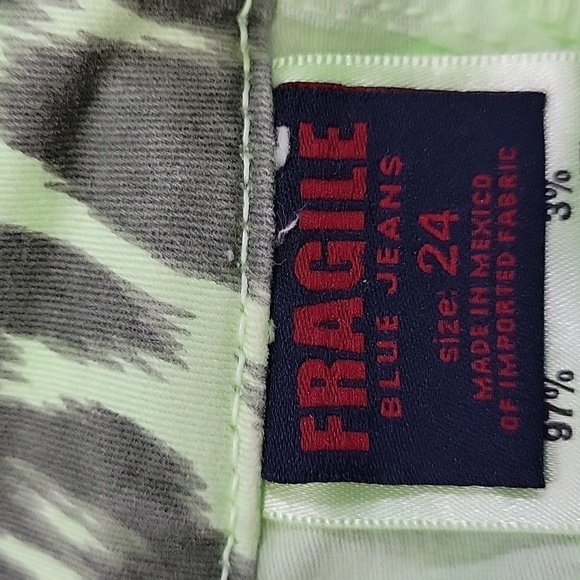 FRAGILE
BLUE JEANS
size: 24
MADE IN MEXICO
OF IMPORTED FABRIC
97%
3%